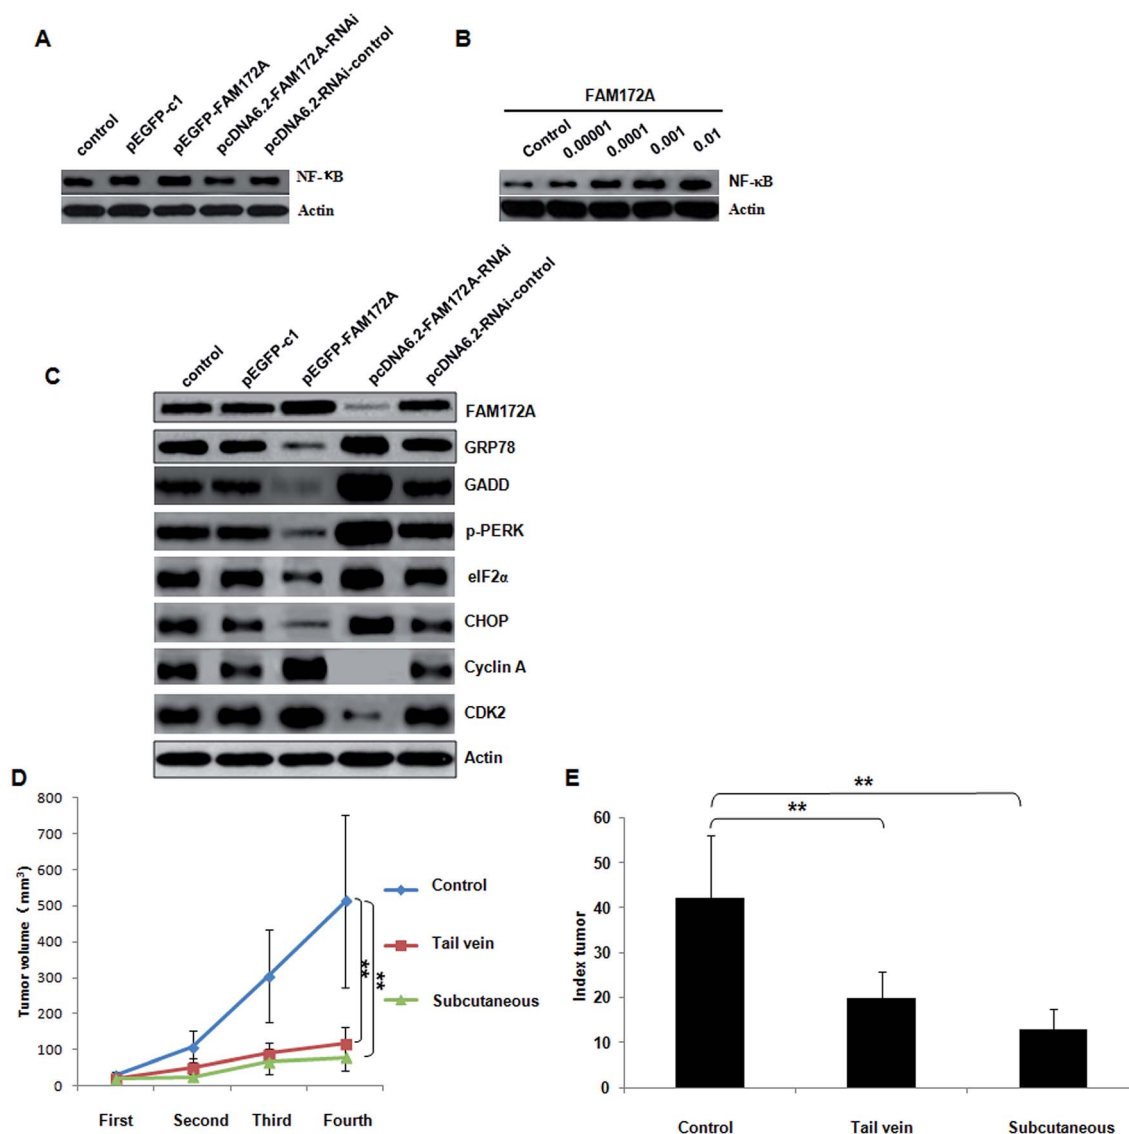 A
control
pEGFP-c1
pEGFP-FAM172A
pcDNA6.2-FAM172A-RNAi
pcDNA6.2-RNAi-control
NF-κB
Actin
B
FAM172A
Control
0.00001
0.0001
0.001
0.01
NF-κB
Actin
C
control
pEGFP-c1
pEGFP-FAM172A
pcDNA6.2-FAM172A-RNAi
pcDNA6.2-RNAi-control
FAM172A
GRP78
GADD
p-PERK
eIF2α
CHOP
Cyclin A
CDK2
Actin
D
Tumor volume (mm³)
800
700
600
500
400
300
200
100
0
First Second Third Fourth
Control
Tail vein
Subcutaneous
**
**
E
Index tumor
60
50
40
30
20
10
0
**
**
Control Tail vein Subcutaneous